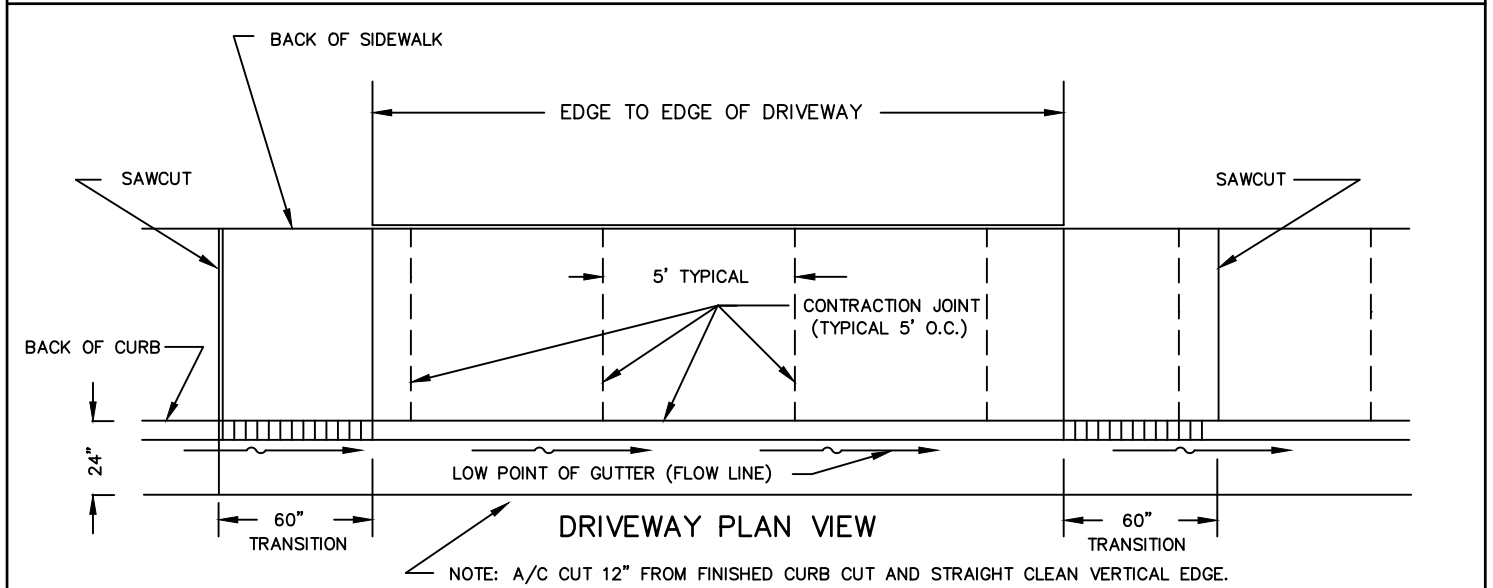 BACK OF SIDEWALK
EDGE TO EDGE OF DRIVEWAY
SAWCUT
SAWCUT
5' TYPICAL
CONTRACTION JOINT
(TYPICAL 5' O.C.)
BACK OF CURB
24"
LOW POINT OF GUTTER (FLOW LINE)
60"
TRANSITION
DRIVEWAY PLAN VIEW
60"
TRANSITION
NOTE: A/C CUT 12" FROM FINISHED CURB CUT AND STRAIGHT CLEAN VERTICAL EDGE.